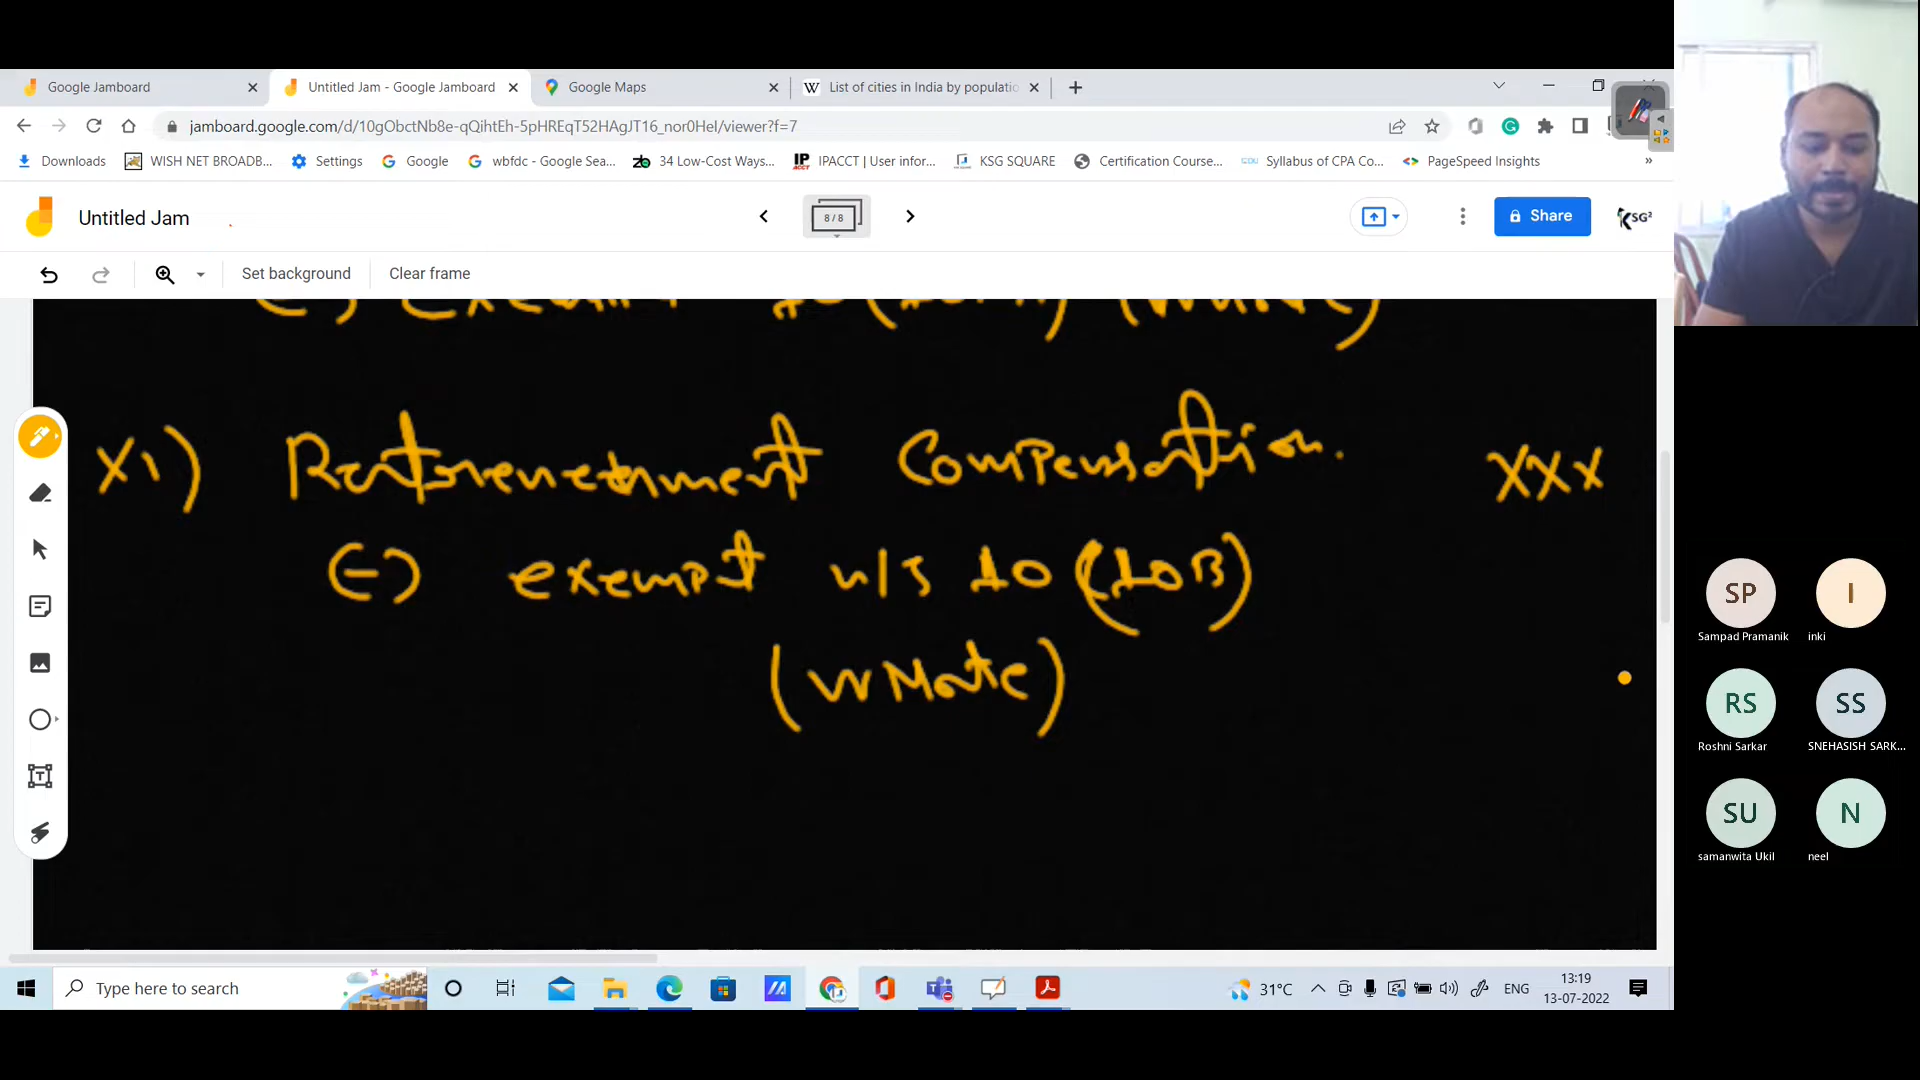 Google Jamboard
Untitled Jam - Google Jamboard
Google Maps
List of cities in India by populatio
jamboard.google.com/d/10gObctNb8e-qQihtEh-5pHREqT52HAgJT16_nor0HeI/viewer?f=7
Downloads
WISH NET BROADB...
Settings
Google
wbfdc - Google Sea...
34 Low-Cost Ways...
IPACCT | User infor...
KSG SQUARE
Certification Course...
Syllabus of CPA Co...
PageSpeed Insights
Untitled Jam
8 / 8
Share
KSG²
Set background
Clear frame
XI) Retrenchment Compensation. XXX
(-) exempt u/s 10 (10B)
(WNote)
SP
Sampad Pramanik
I
inki
RS
Roshni Sarkar
SS
SNEHASISH SARK...
SU
samanwita Ukil
N
neel
Type here to search
31°C
ENG
13:19
13-07-2022